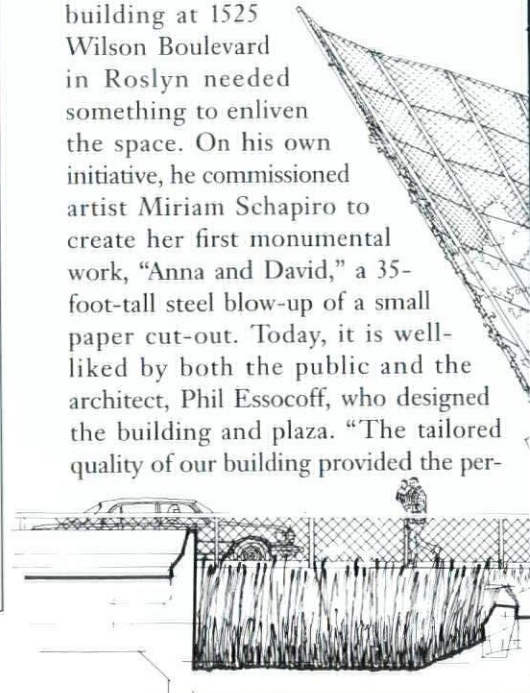 building at 1525
Wilson Boulevard
in Roslyn needed
something to enliven
the space. On his own
initiative, he commissioned
artist Miriam Schapiro to
create her first monumental
work, “Anna and David,” a 35-
foot-tall steel blow-up of a small
paper cut-out. Today, it is well-
liked by both the public and the
architect, Phil Essocoff, who designed
the building and plaza. “The tailored
quality of our building provided the per-